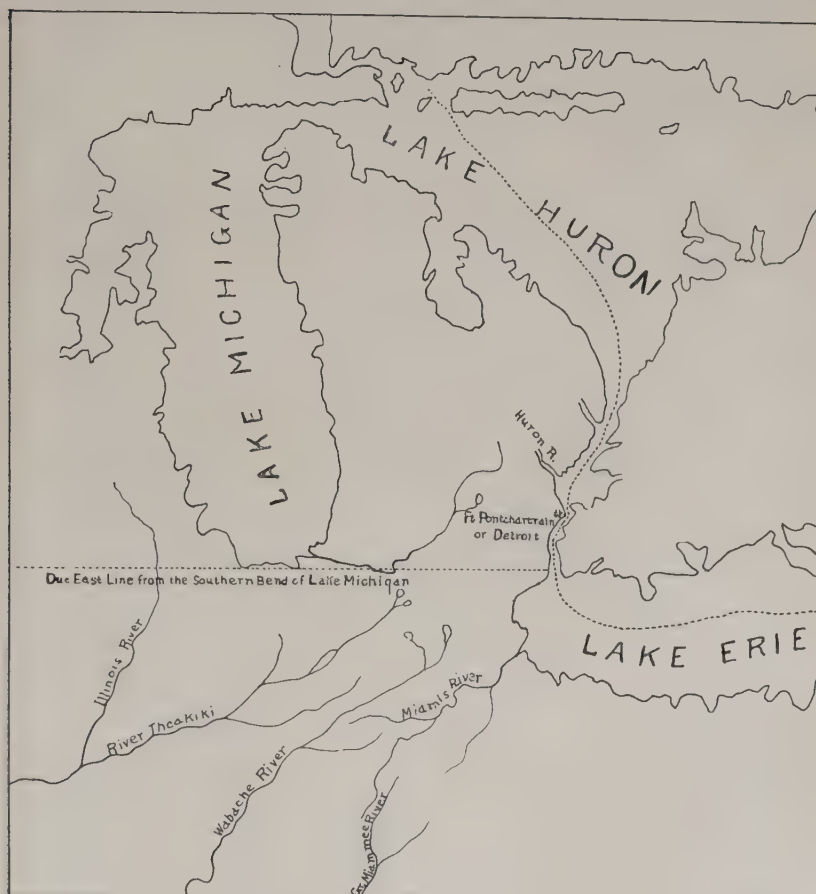 LAKE HURON
LAKE MICHIGAN
Huron R.
Ft Pontchartrain
or Detroit
Due East Line from the Southern Bend of Lake Michigan
LAKE ERIE
Illinois River
River Theakiki
Miamis River
Wabache River
Miammee River